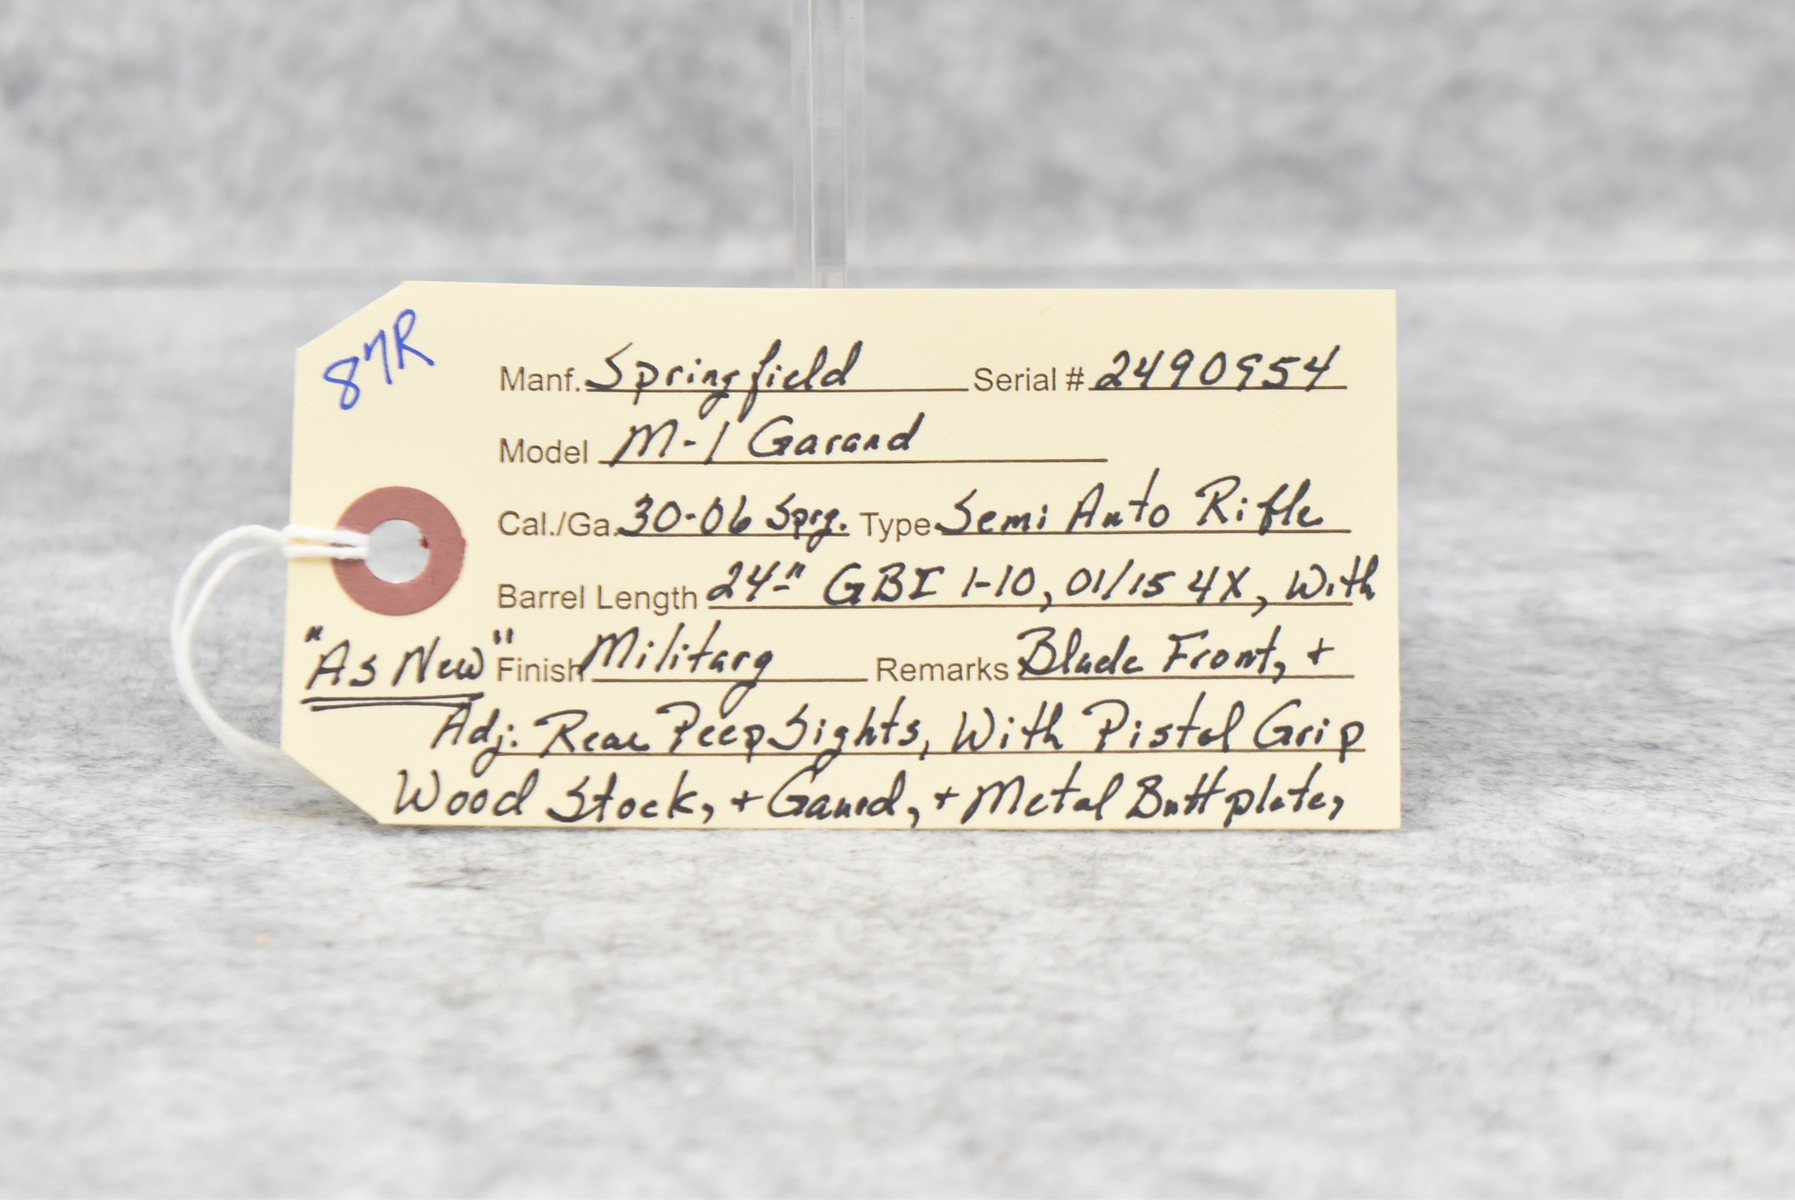 87R
Manf. Springfield Serial # 2490954
Model M-1 Garand
Cal./Ga. 30-06 Sprg. Type Semi Auto Rifle
Barrel Length 24" GBI 1-10, 01/15 4X, With
"As New" Finish Military Remarks Blade Front, +
Adj. Rear Peep Sights, With Pistol Grip
Wood Stock, + Gaurd, + Metal Buttplate,